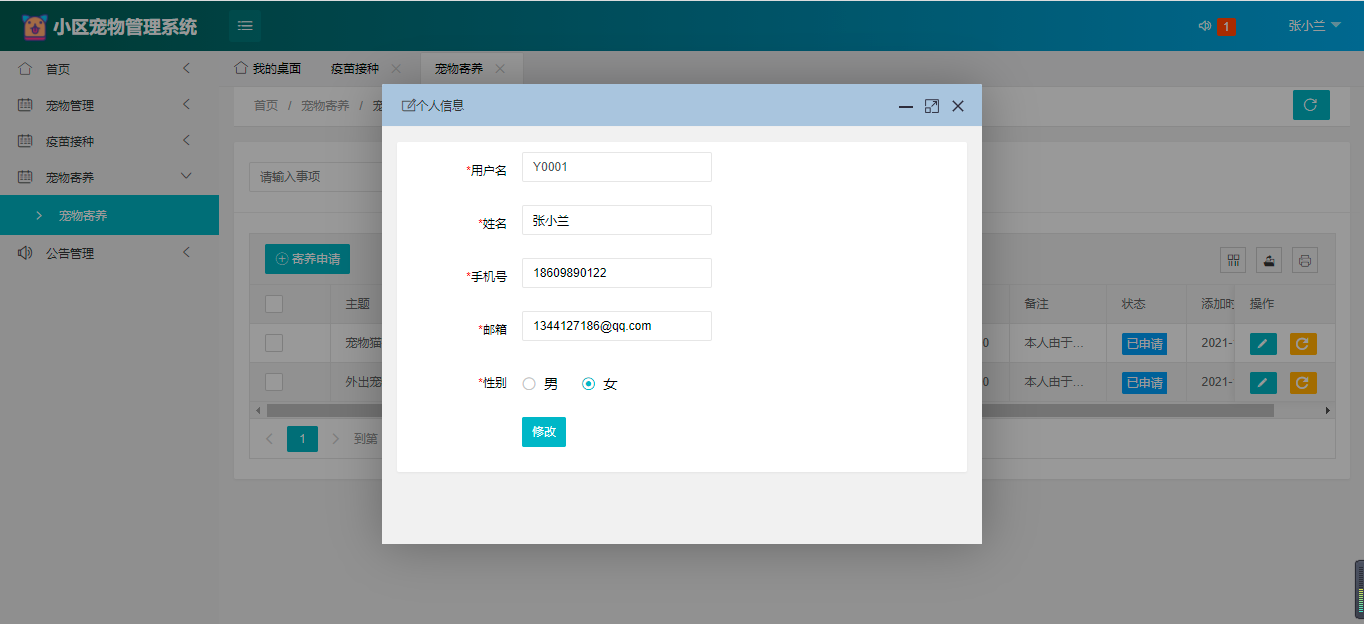 小区宠物管理系统
1
张小兰
首页
宠物管理
疫苗接种
宠物寄养
宠物寄养
公告管理
我的桌面 疫苗接种 宠物寄养
首页 / 宠物寄养 /
请输入事项
寄养申请
主题 备注 状态 添加时 操作
宠物猫 0 本人由于... 已申请 2021-
外出宠 0 本人由于... 已申请 2021-
1 到第
个人信息
*用户名 Y0001
*姓名 张小兰
*手机号 18609890122
*邮箱 1344127186@qq.com
*性别 男 女
修改